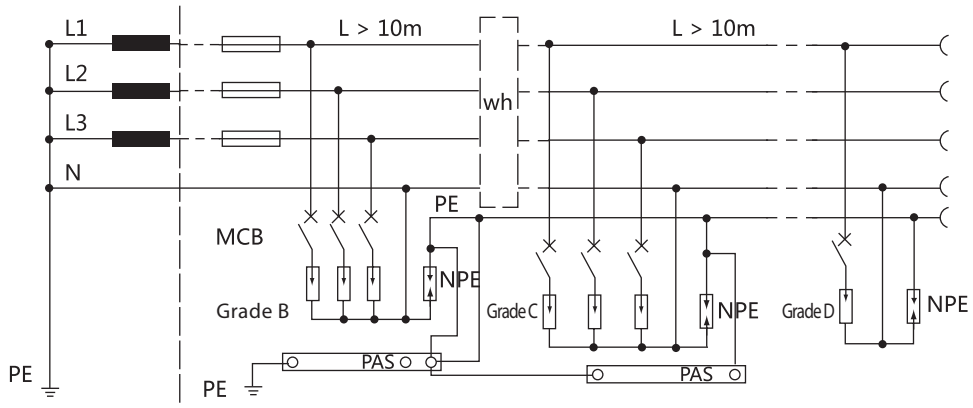 L1
L > 10m
L > 10m
L2
wh
L3
N
PE
MCB
NPE
Grade B
Grade C
NPE
Grade D
NPE
PAS
PE
PE
PAS